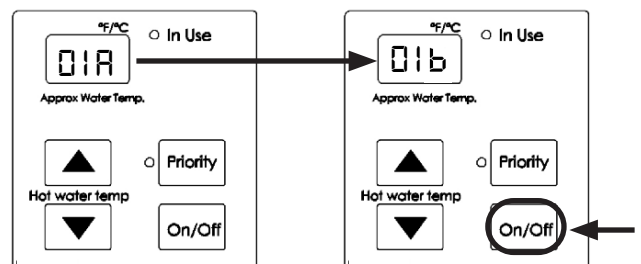 °F/°C
In Use
01A
Approx Water Temp.
Priority
Hot water temp
On/Off
°F/°C
In Use
01b
Approx Water Temp.
Priority
Hot water temp
On/Off